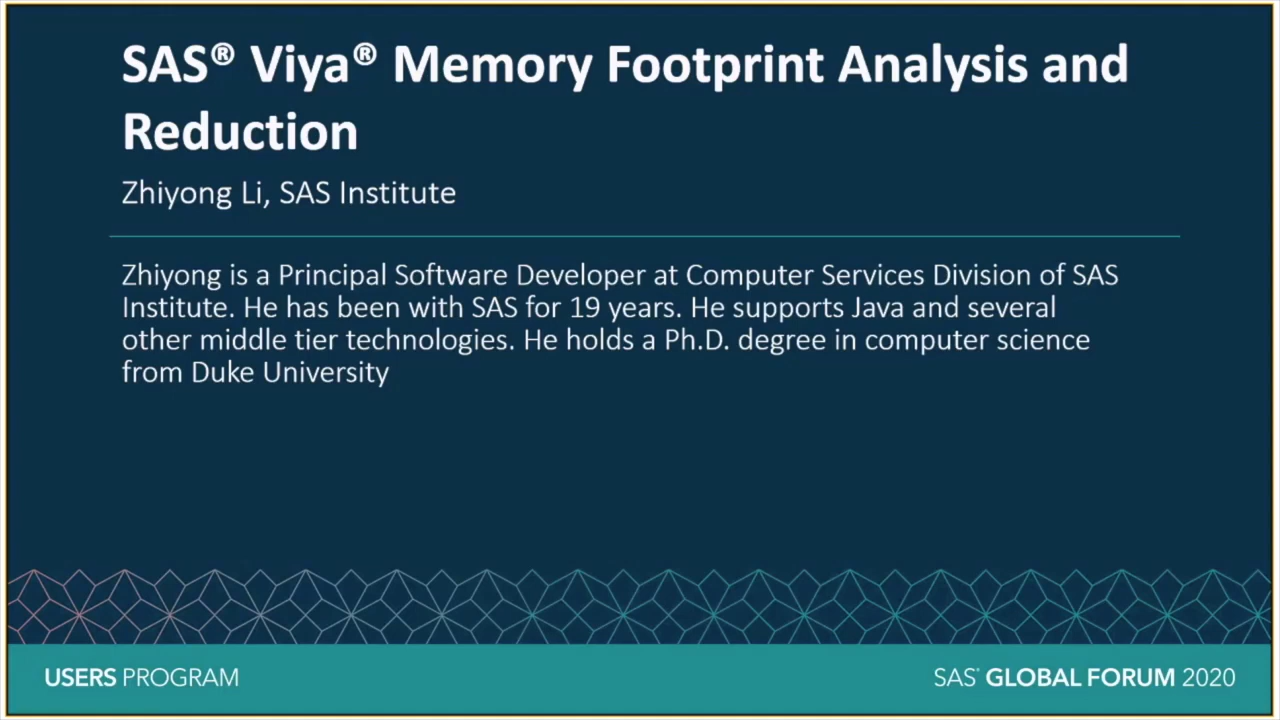 SAS® Viya® Memory Footprint Analysis and
Reduction
Zhiyong Li, SAS Institute
Zhiyong is a Principal Software Developer at Computer Services Division of SAS
Institute. He has been with SAS for 19 years. He supports Java and several
other middle tier technologies. He holds a Ph.D. degree in computer science
from Duke University
USERS PROGRAM
SAS® GLOBAL FORUM 2020